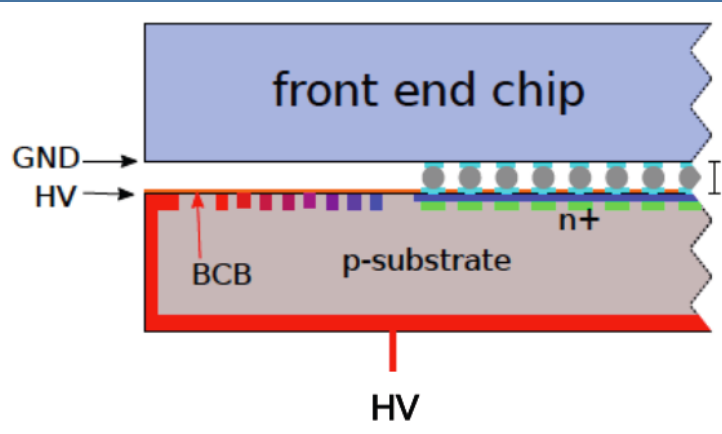 front end chip
GND
HV
n+
p-substrate
BCB
HV